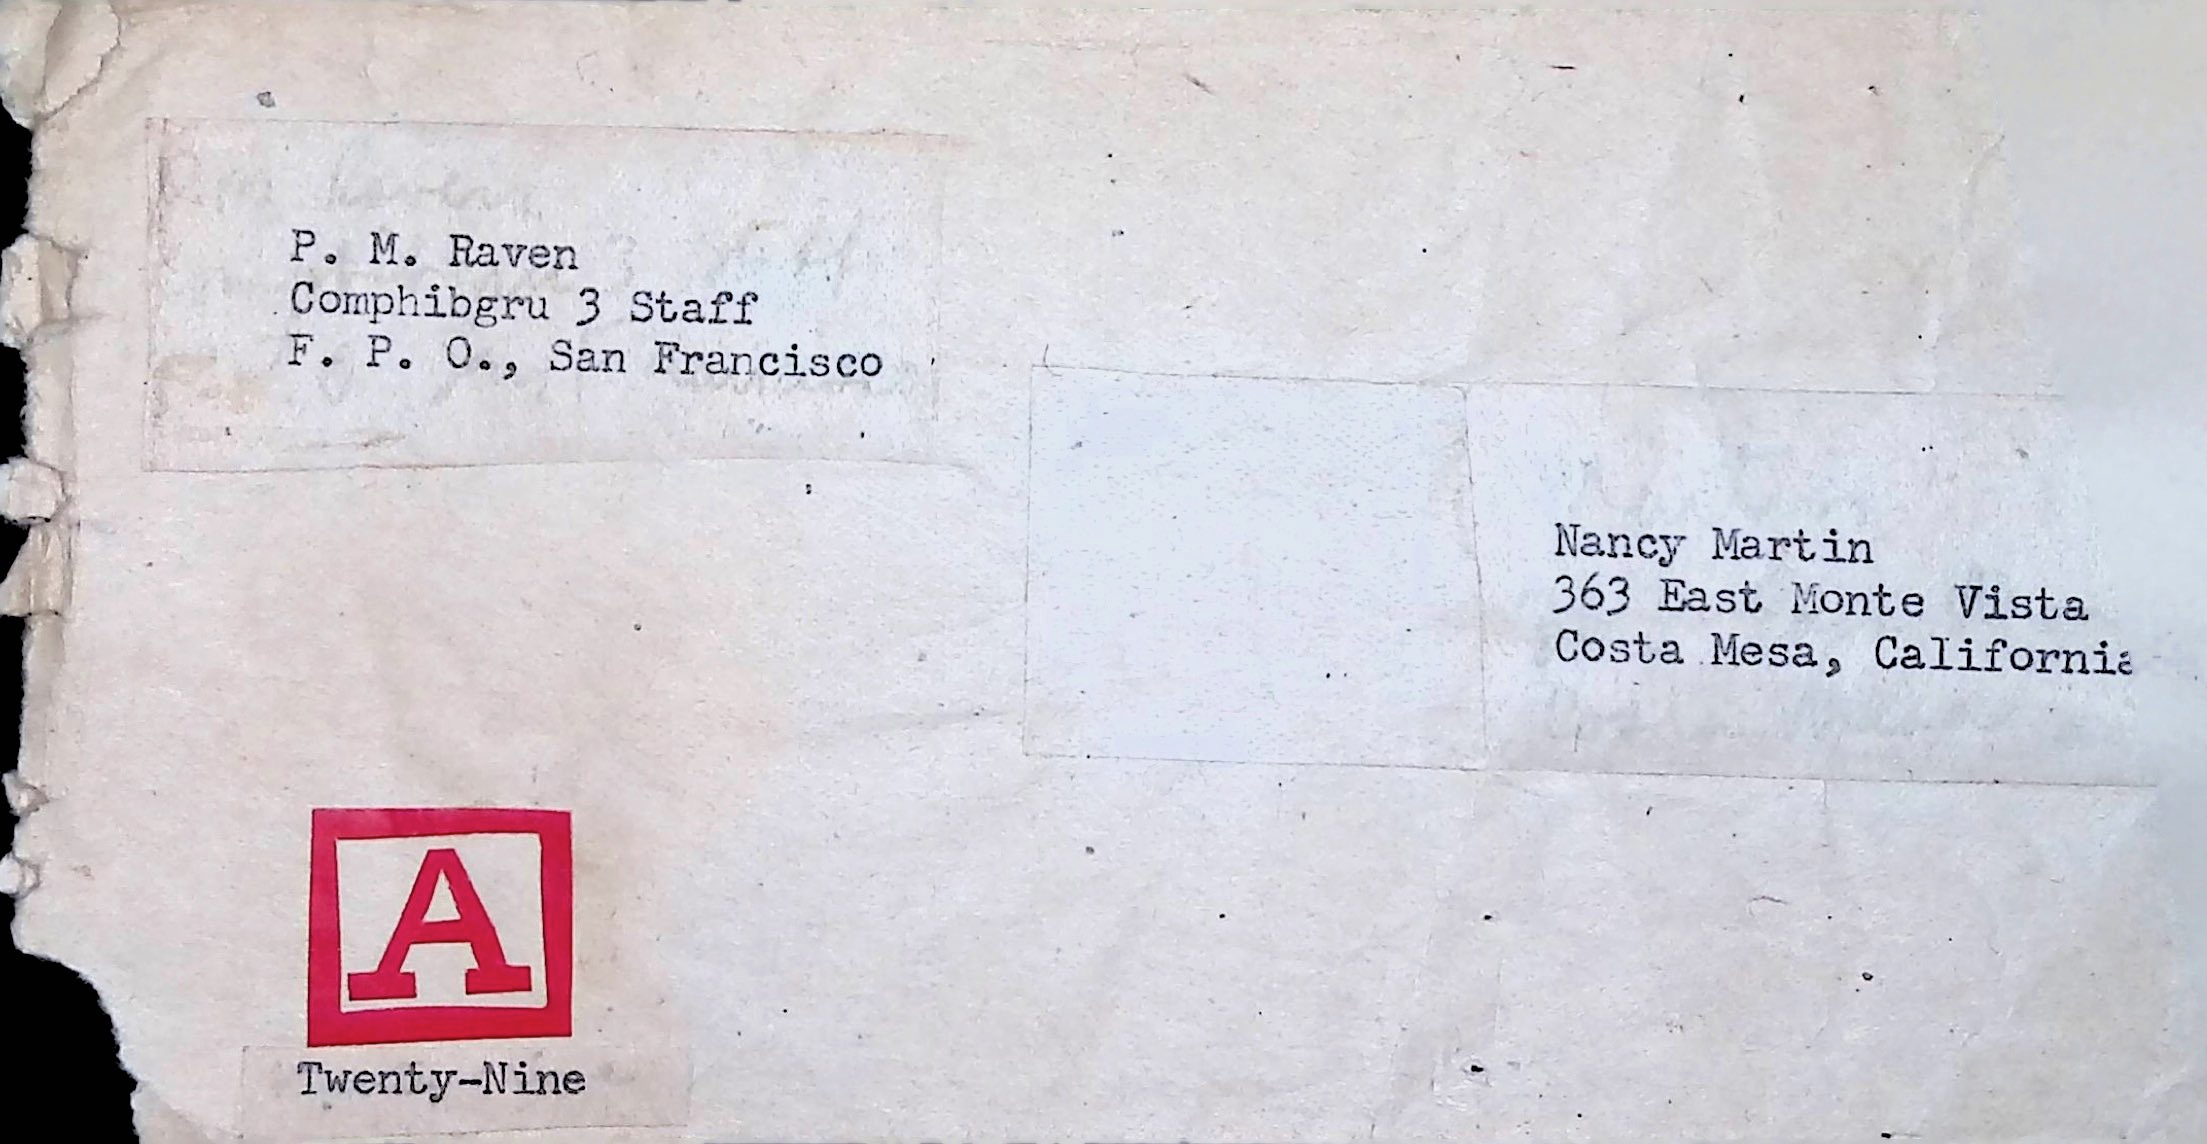 P. M. Raven
Comphibgru 3 Staff
F. P. O., San Francisco
Nancy Martin
363 East Monte Vista
Costa Mesa, California
A
Twenty-Nine